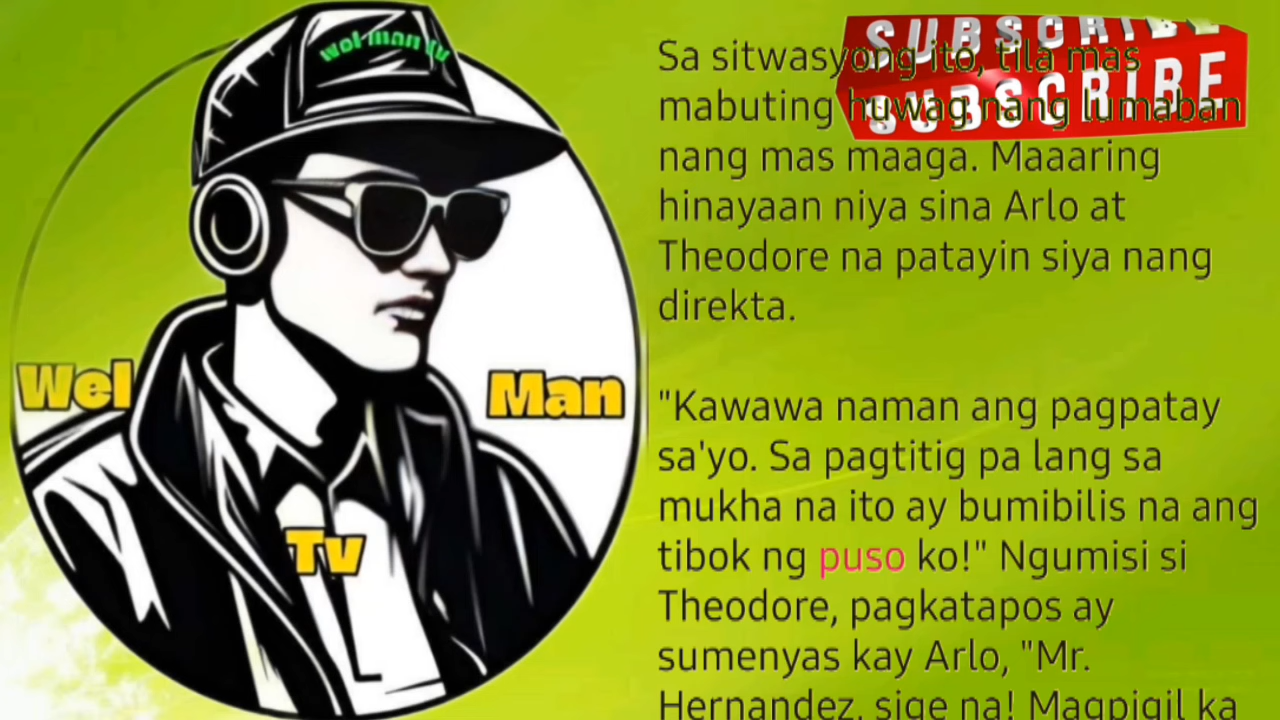 wel man tv
Wel
Man
Tv
SUBSCRIBE
SUBSCRIBE
Sa sitwasyong ito, tila mas
mabuting huwag nang lumaban
nang mas maaga. Maaaring
hinayaan niya sina Arlo at
Theodore na patayin siya nang
direkta.
"Kawawa naman ang pagpatay
sa'yo. Sa pagtitig pa lang sa
mukha na ito ay bumibilis na ang
tibok ng puso ko!" Ngumisi si
Theodore, pagkatapos ay
sumenyas kay Arlo, "Mr.
Hernandez, sige na! Magpigil ka